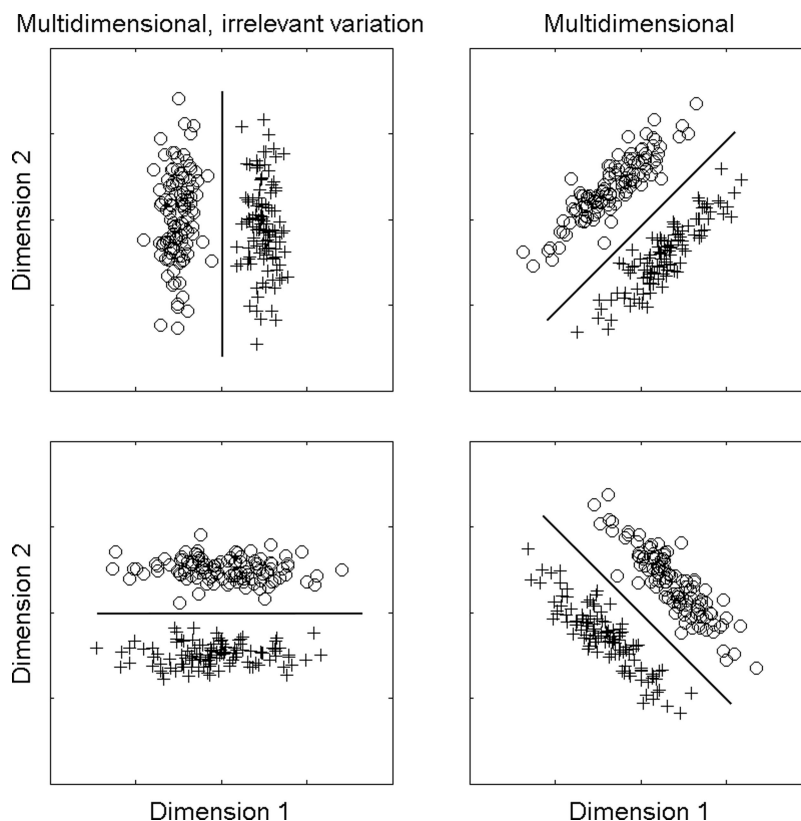 Multidimensional, irrelevant variation
Multidimensional
Dimension 2
Dimension 2
Dimension 1
Dimension 1